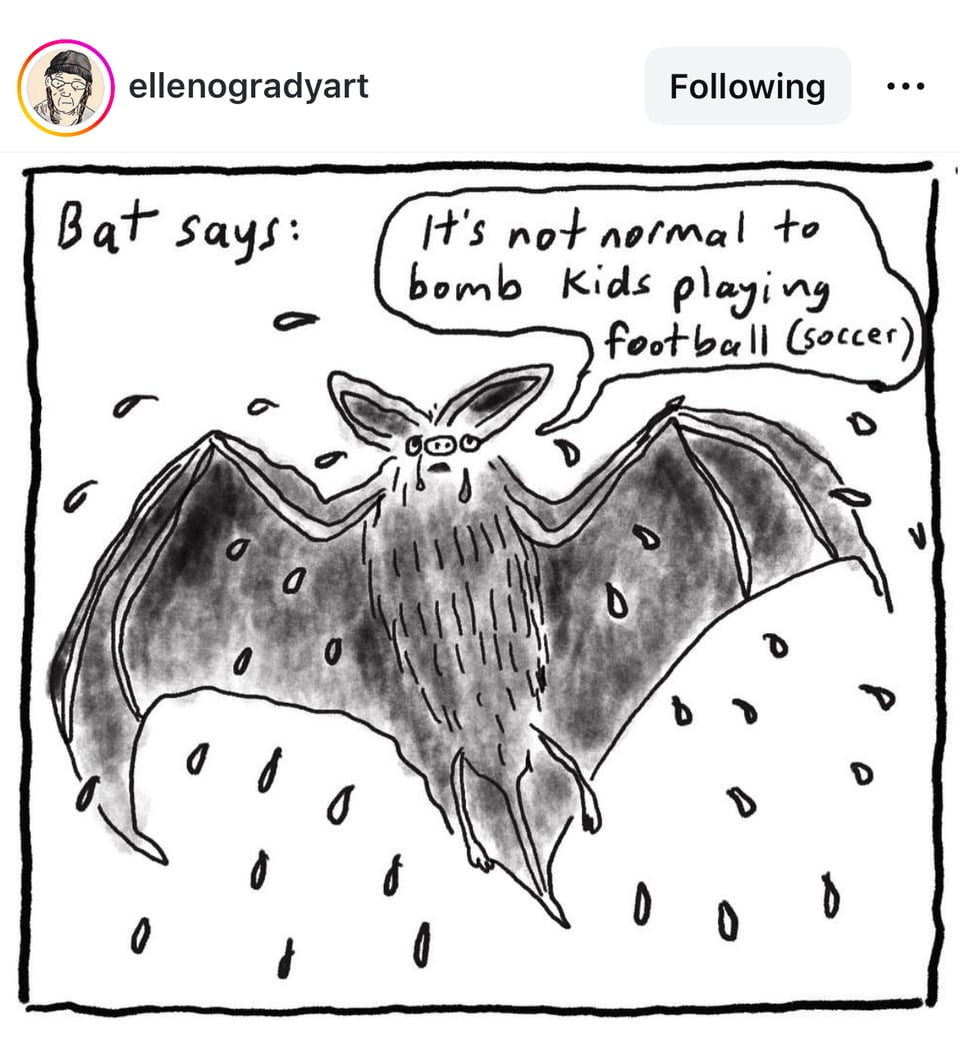 ellenogradyart
Following
Bat says:
It's not normal to
bomb kids playing
football (soccer)